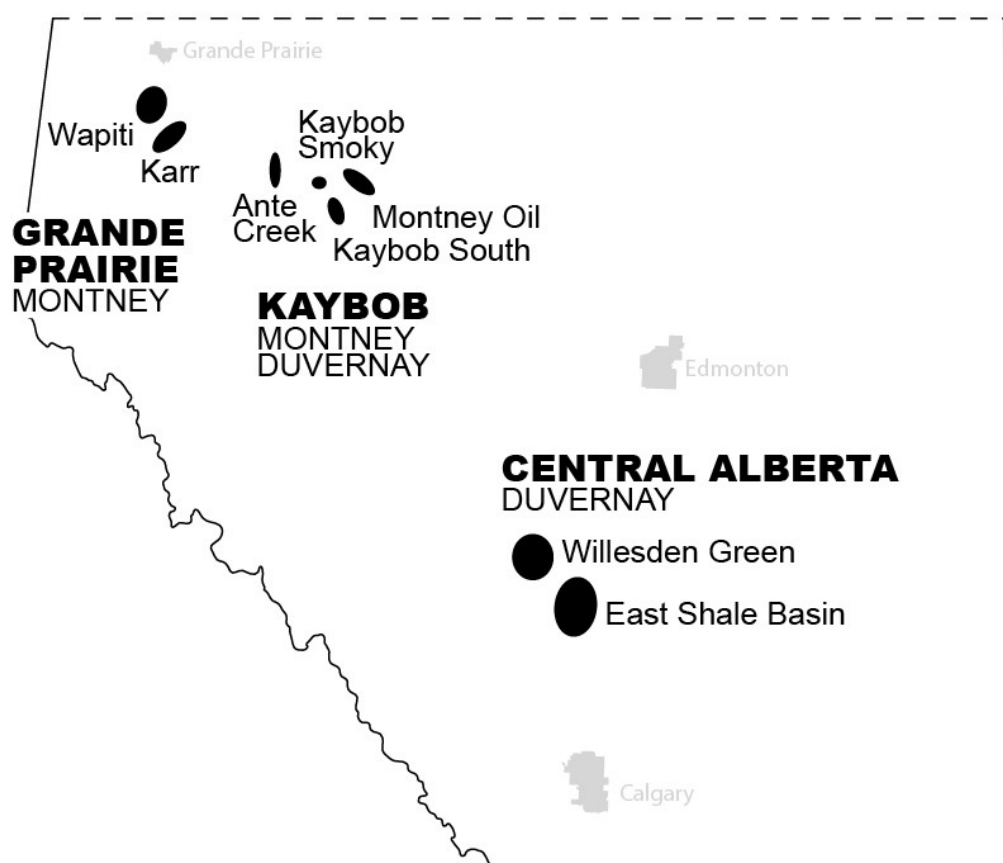 Grande Prairie
Wapiti
Karr
GRANDE
PRAIRIE
MONTNEY
Kaybob
Smoky
Ante
Creek
Montney Oil
Kaybob South
KAYBOB
MONTNEY
DUVERNAY
Edmonton
CENTRAL ALBERTA
DUVERNAY
Willesden Green
East Shale Basin
Calgary